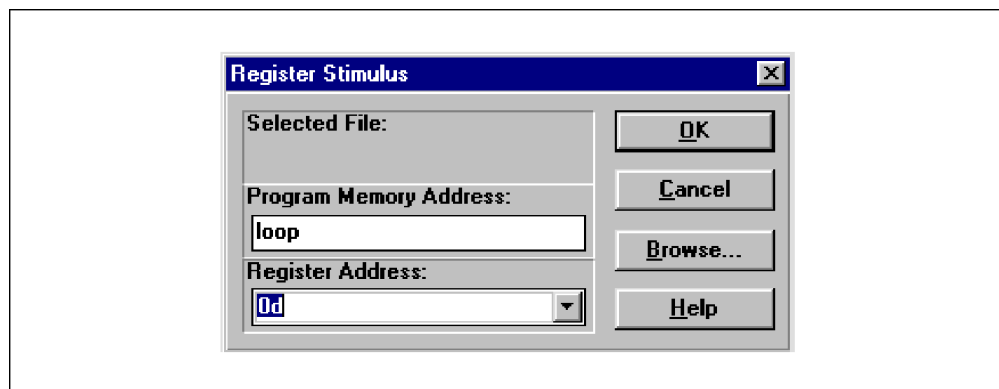 Register Stimulus
Selected File:
Program Memory Address:
loop
Register Address:
0d
OK
Cancel
Browse...
Help